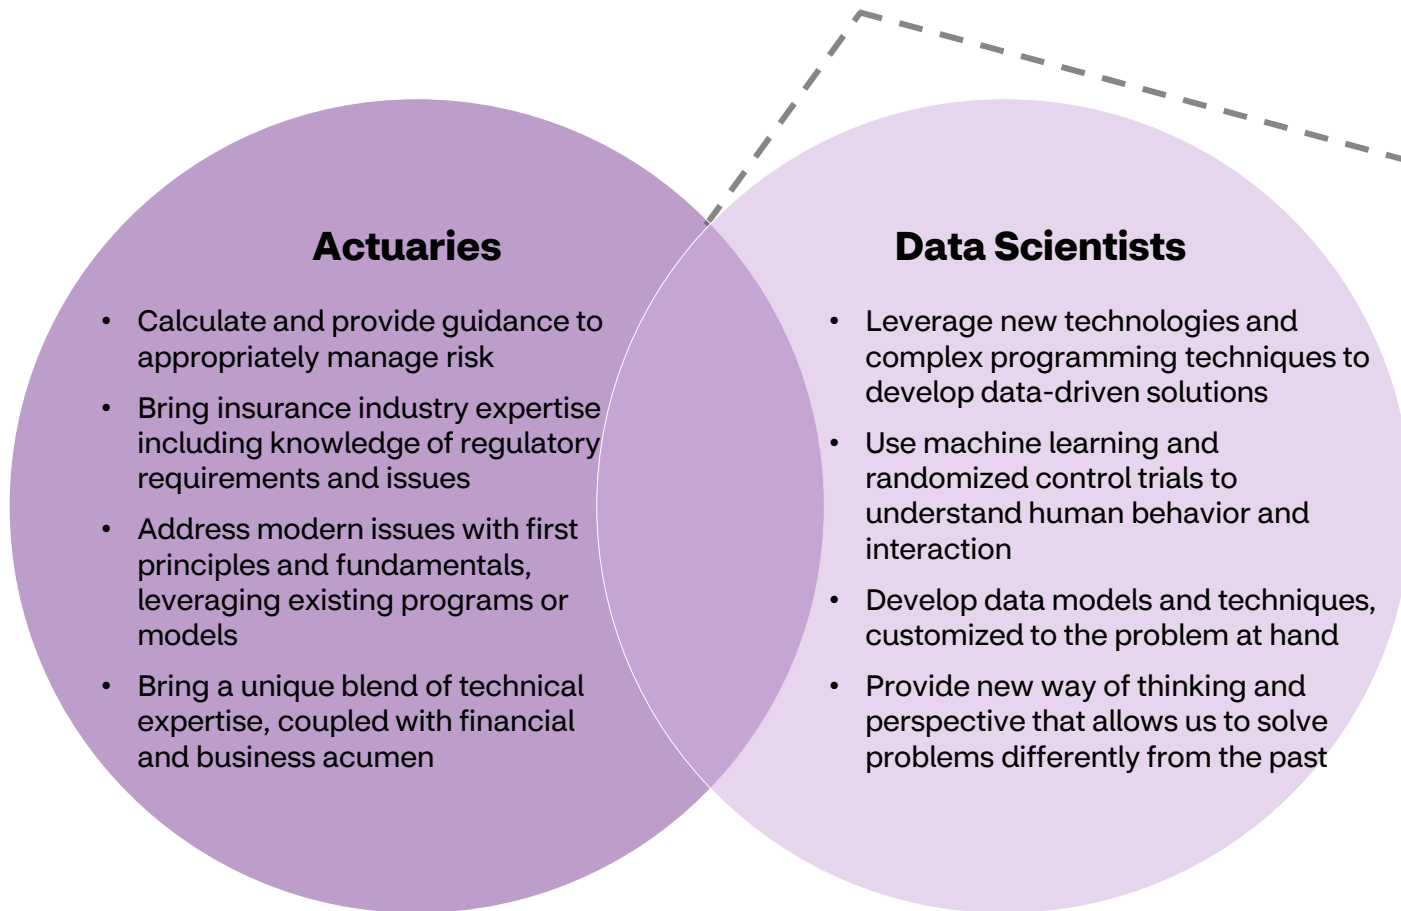 Actuaries
• Calculate and provide guidance to
appropriately manage risk
• Bring insurance industry expertise
including knowledge of regulatory
requirements and issues
• Address modern issues with first
principles and fundamentals,
leveraging existing programs or
models
• Bring a unique blend of technical
expertise, coupled with financial
and business acumen
Data Scientists
• Leverage new technologies and
complex programming techniques to
develop data-driven solutions
• Use machine learning and
randomized control trials to
understand human behavior and
interaction
• Develop data models and techniques,
customized to the problem at hand
• Provide new way of thinking and
perspective that allows us to solve
problems differently from the past